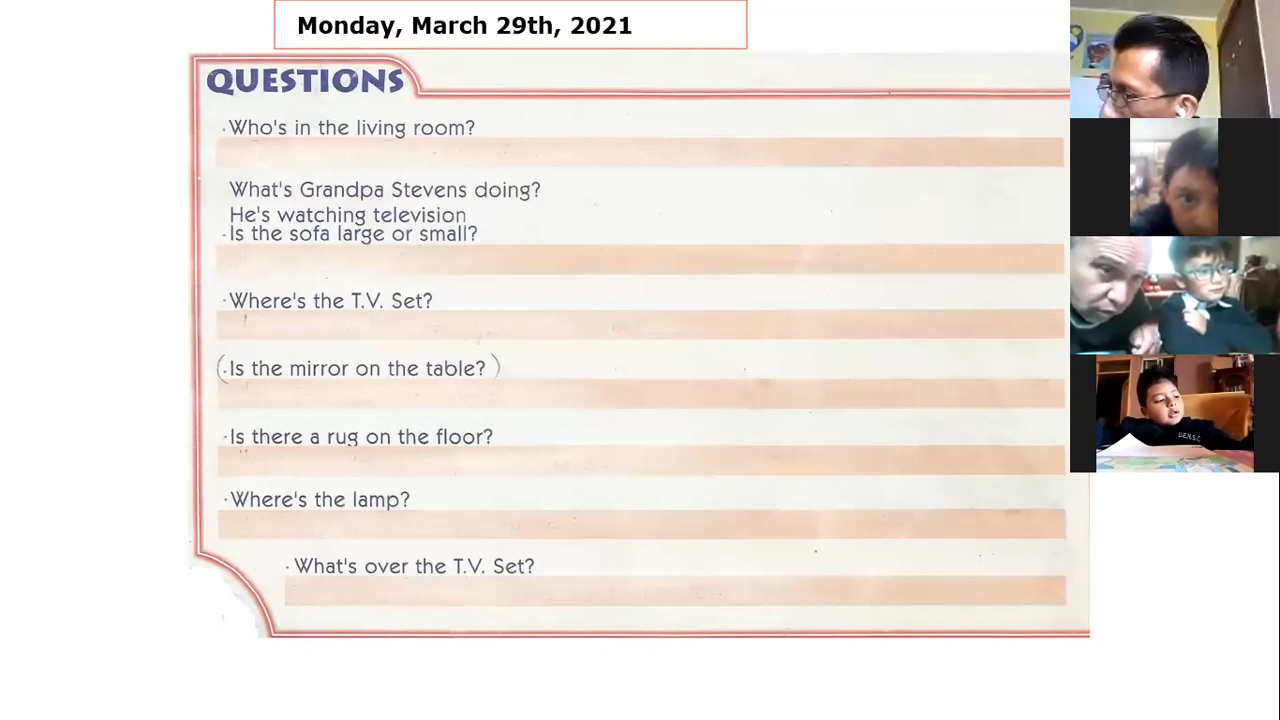 Monday, March 29th, 2021
QUESTIONS
·Who's in the living room?
What's Grandpa Stevens doing?
He's watching television
·Is the sofa large or small?
·Where's the T.V. Set?
(·Is the mirror on the table?)
·Is there a rug on the floor?
·Where's the lamp?
·What's over the T.V. Set?
U.E.N.S.C